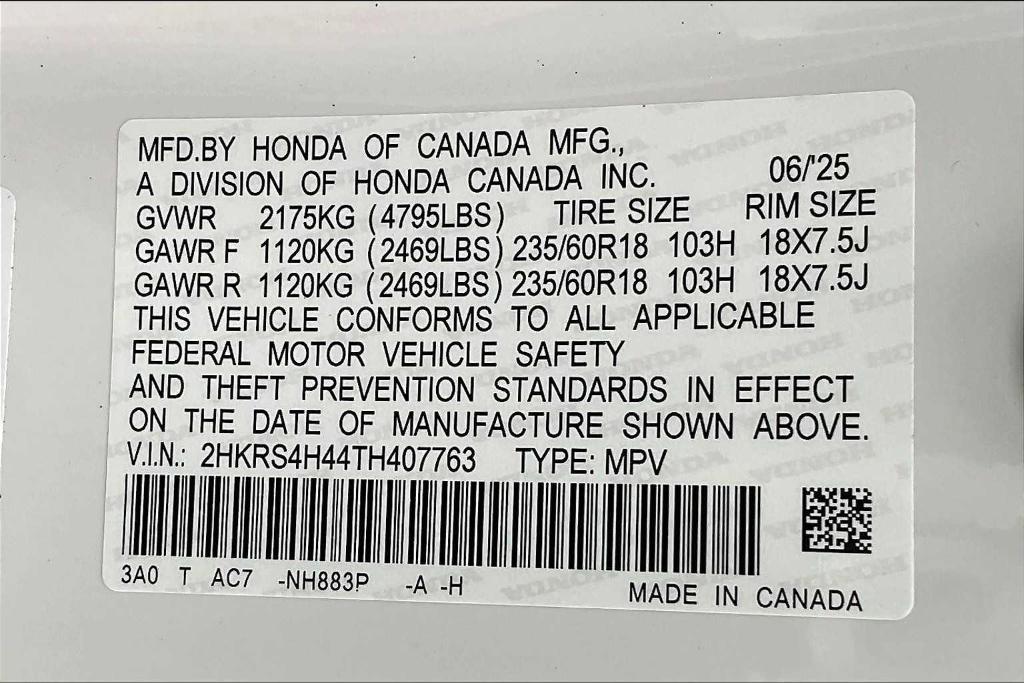 MFD.BY HONDA OF CANADA MFG.,
A DIVISION OF HONDA CANADA INC. 06/'25
GVWR 2175KG (4795LBS) TIRE SIZE RIM SIZE
GAWR F 1120KG (2469LBS) 235/60R18 103H 18X7.5J
GAWR R 1120KG (2469LBS) 235/60R18 103H 18X7.5J
THIS VEHICLE CONFORMS TO ALL APPLICABLE
FEDERAL MOTOR VEHICLE SAFETY
AND THEFT PREVENTION STANDARDS IN EFFECT
ON THE DATE OF MANUFACTURE SHOWN ABOVE.
V.I.N.: 2HKRS4H44TH407763 TYPE: MPV
3A0 T AC7 -NH883P -A -H
MADE IN CANADA